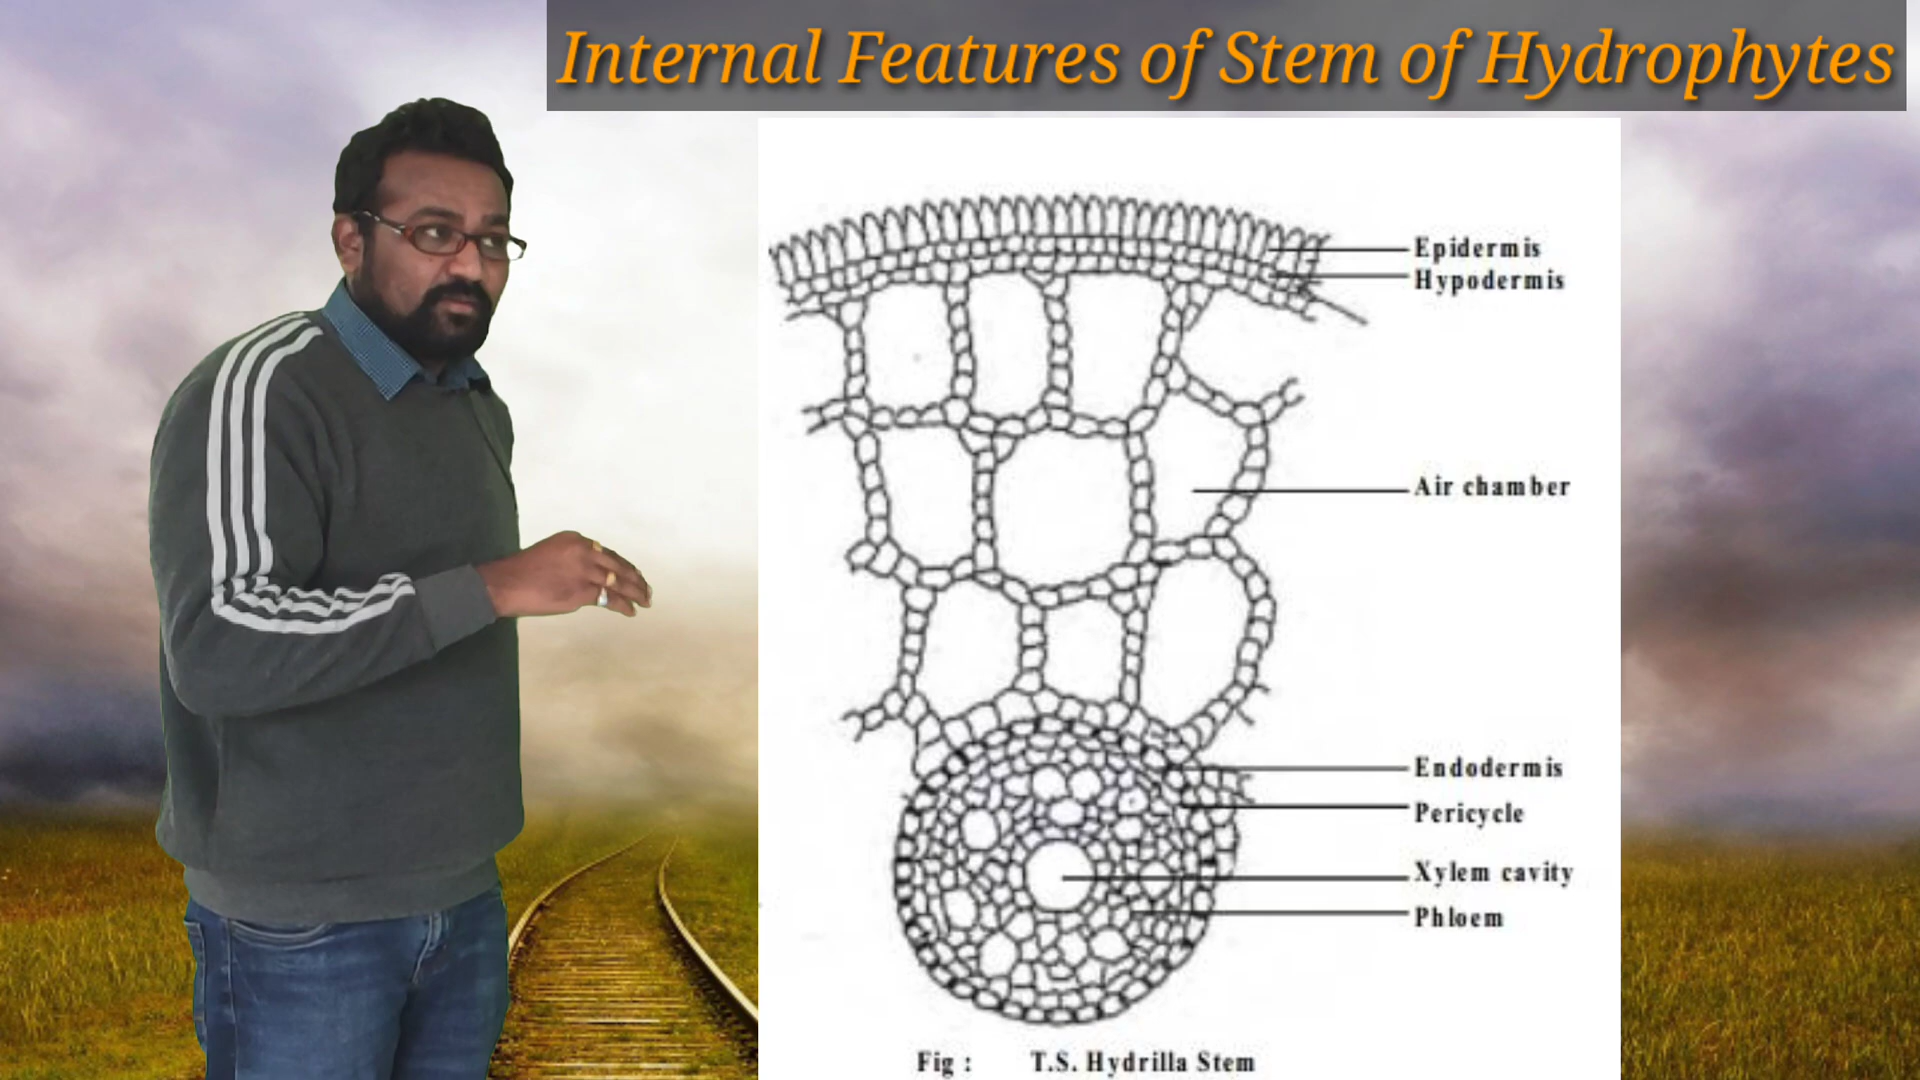 Internal Features of Stem of Hydrophytes
Epidermis
Hypodermis
Air chamber
Endodermis
Pericycle
Xylem cavity
Phloem
Fig : T.S. Hydrilla Stem